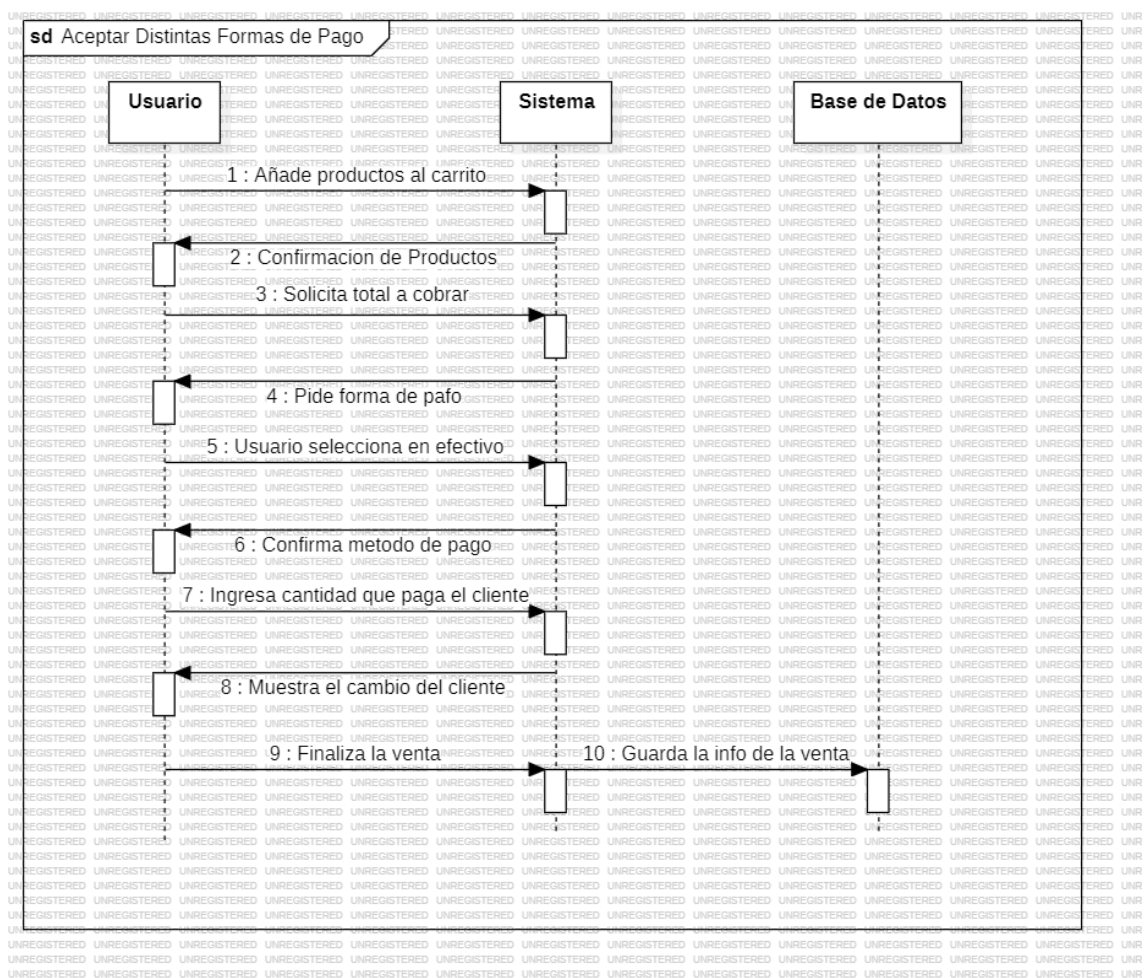 sd Aceptar Distintas Formas de Pago
Usuario
Sistema
Base de Datos
1 : Añade productos al carrito
2 : Confirmacion de Productos
3 : Solicita total a cobrar
4 : Pide forma de pafo
5 : Usuario selecciona en efectivo
6 : Confirma metodo de pago
7 : Ingresa cantidad que paga el cliente
8 : Muestra el cambio del cliente
9 : Finaliza la venta
10 : Guarda la info de la venta
UNREGISTERED